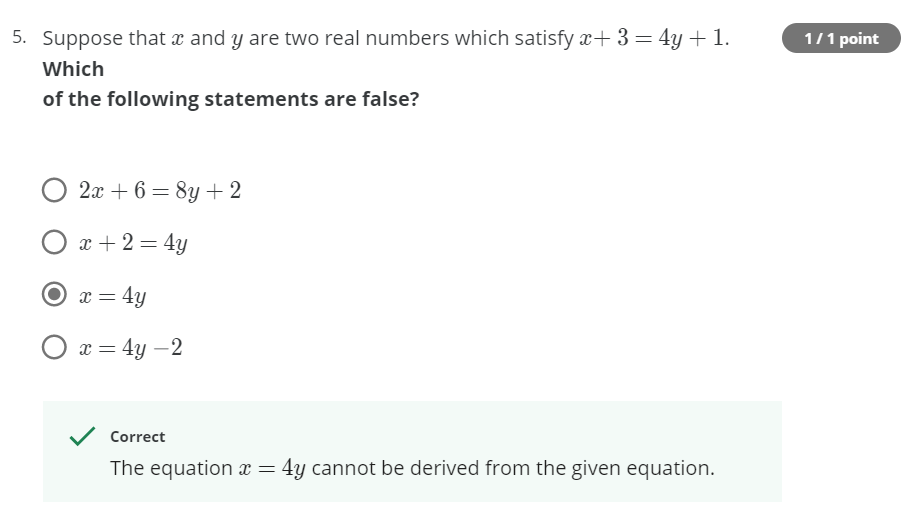 5. Suppose that x and y are two real numbers which satisfy x+ 3 = 4y + 1.
1 / 1 point
Which
of the following statements are false?
2x + 6 = 8y + 2
x + 2 = 4y
x = 4y
x = 4y −2
Correct
The equation x = 4y cannot be derived from the given equation.